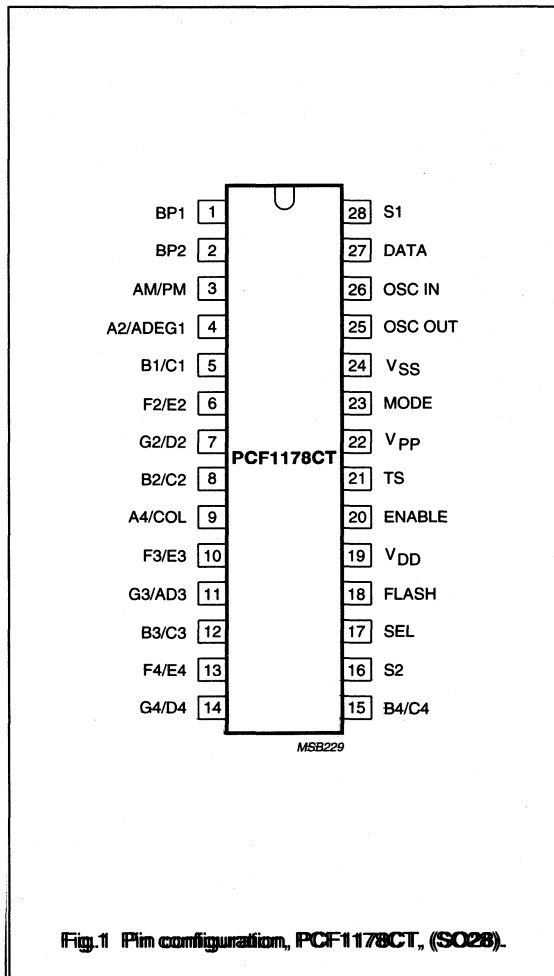 BP1 1 28 S1
BP2 2 27 DATA
AM/PM 3 26 OSC IN
A2/ADEG1 4 25 OSC OUT
B1/C1 5 24 VSS
F2/E2 6 23 MODE
G2/D2 7 22 VPP
PCF1178CT
B2/C2 8 21 TS
A4/COL 9 20 ENABLE
F3/E3 10 19 VDD
G3/AD3 11 18 FLASH
B3/C3 12 17 SEL
F4/E4 13 16 S2
G4/D4 14 15 B4/C4
MSB229
Fig.1 Pin configuration, PCF1178CT, (SO28).